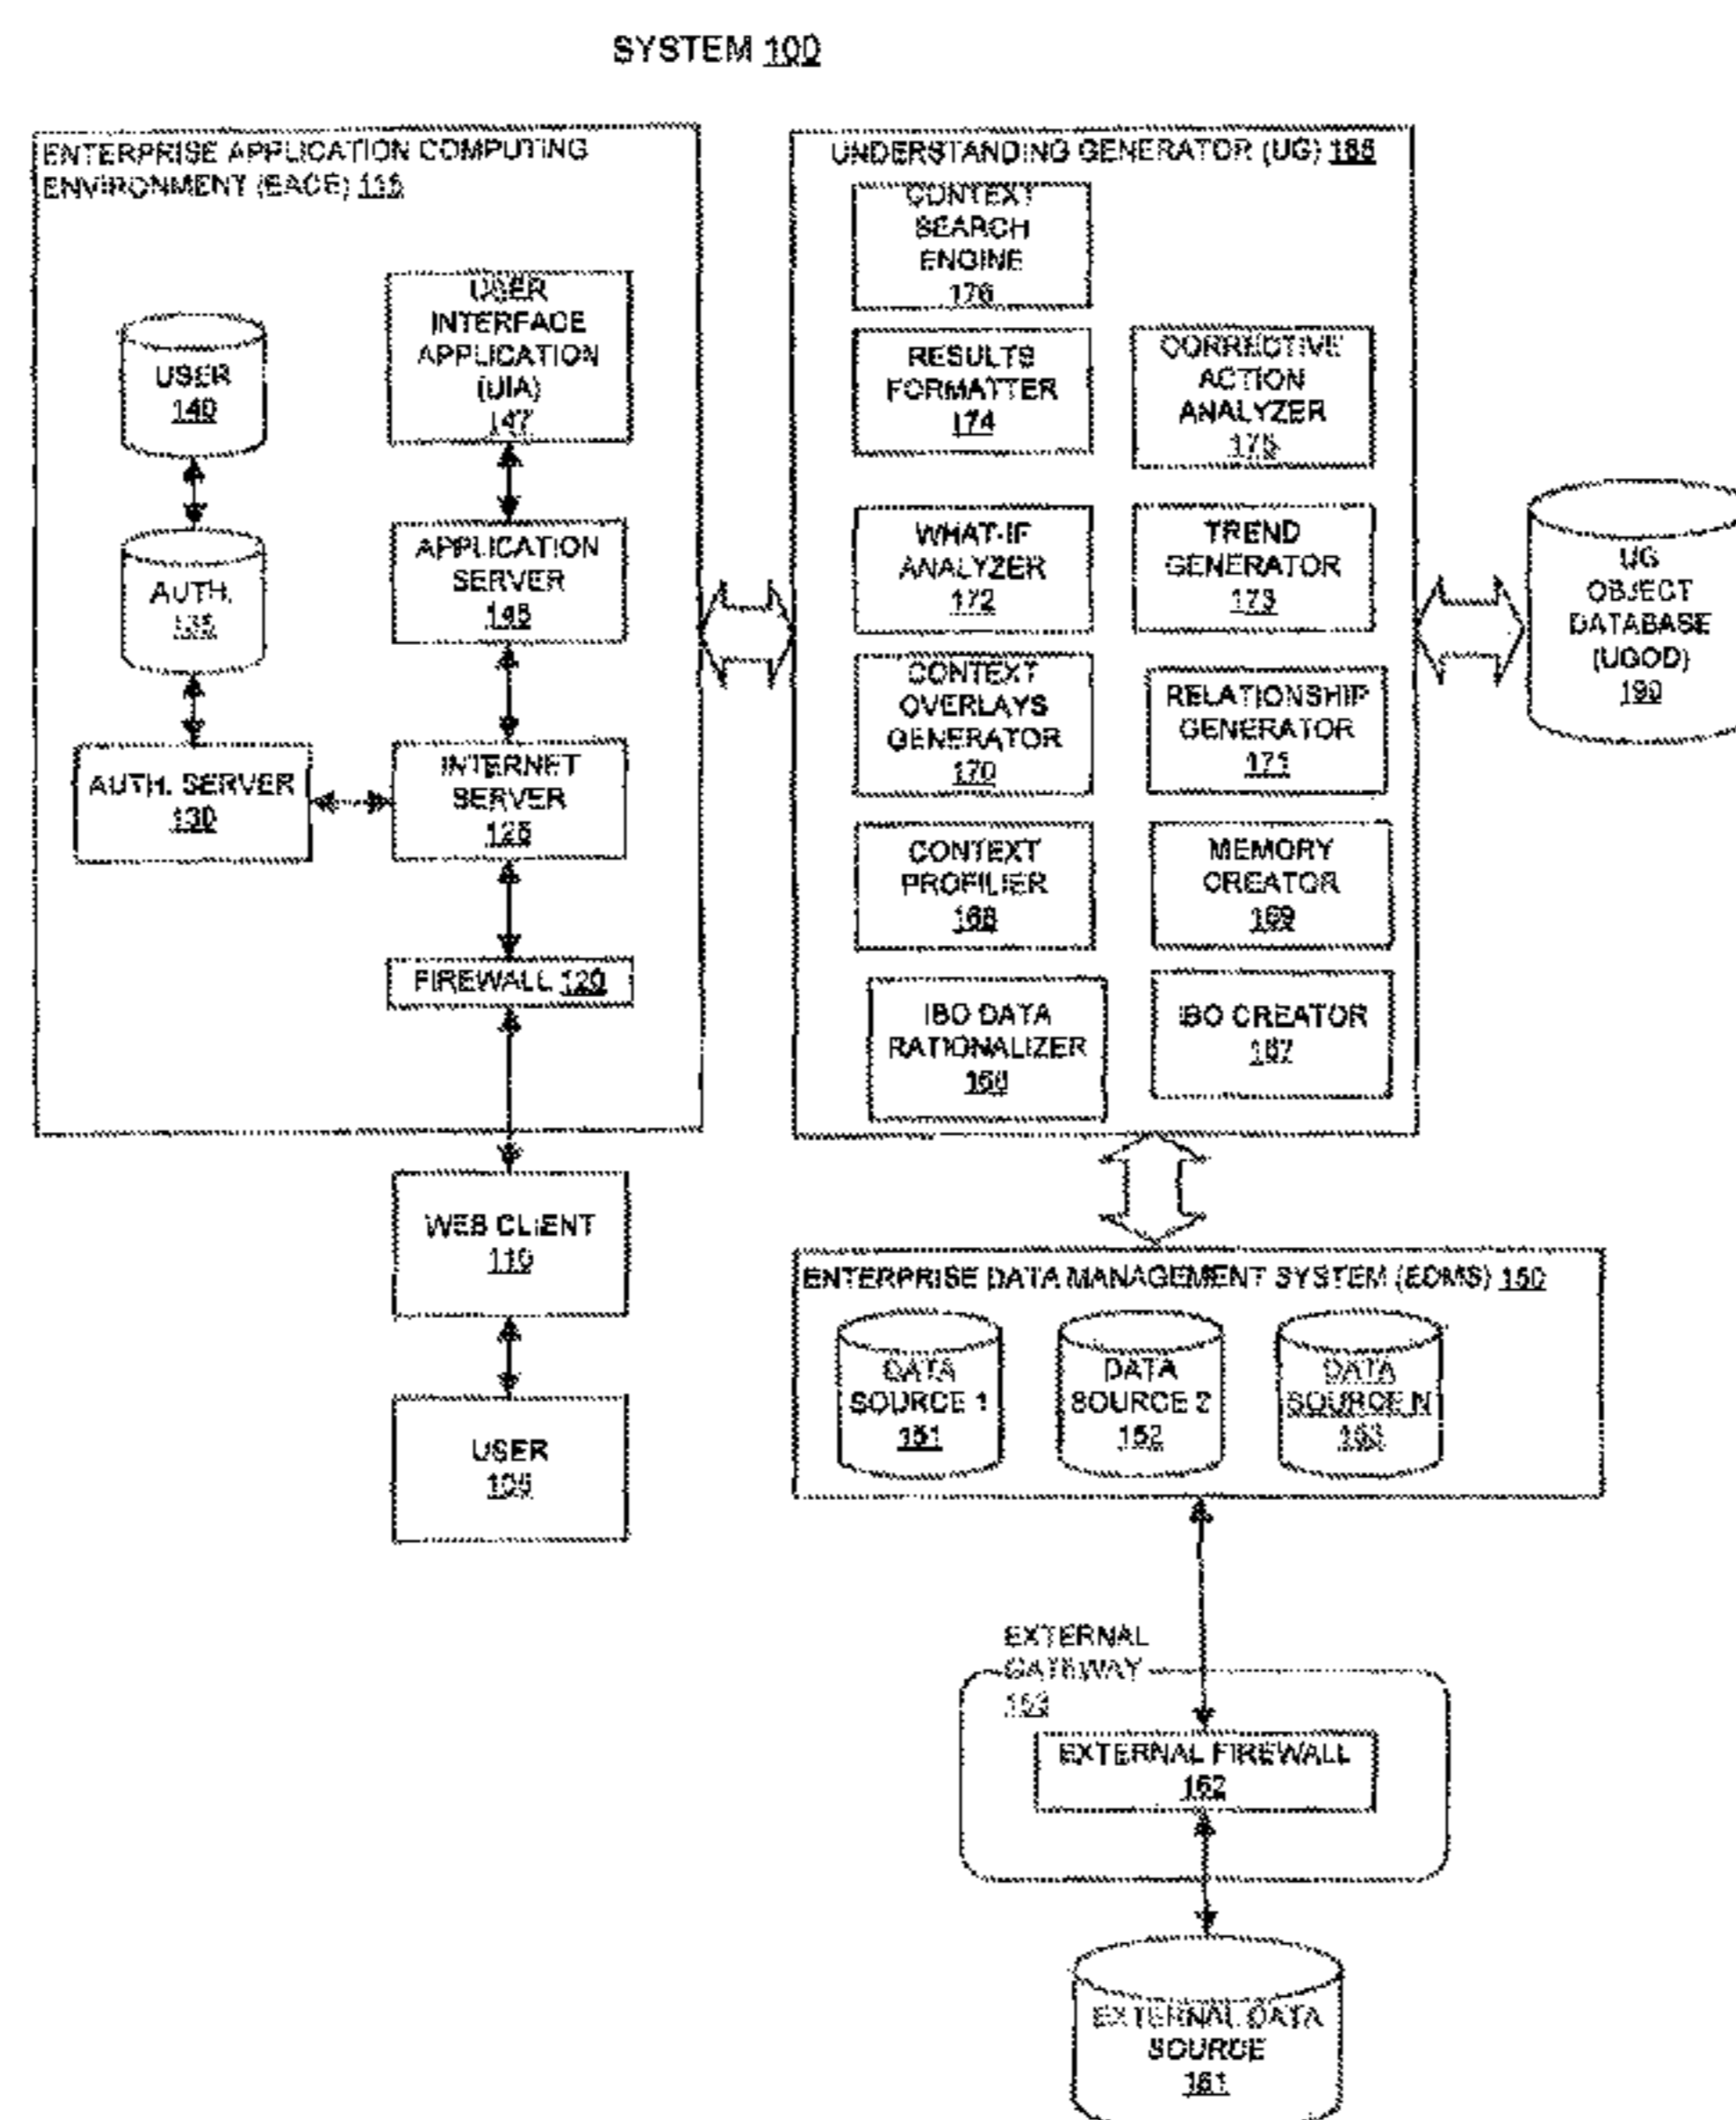 SYSTEM 100
ENTERPRISE APPLICATION COMPUTING
ENVIRONMENT (EACE) 115
USER
140
AUTH.
135
AUTH. SERVER
130
USER
INTERFACE
APPLICATION
(UIA)
147
APPLICATION
SERVER
145
INTERNET
SERVER
125
FIREWALL 120
WEB CLIENT
110
USER
105
UNDERSTANDING GENERATOR (UG)
CONTEXT
SEARCH
ENGINE
176
RESULTS
FORMATTER
174
CORRECTIVE
ACTION
ANALYZER
175
WHAT-IF
ANALYZER
172
TREND
GENERATOR
173
CONTEXT
OVERLAYS
GENERATOR
170
RELATIONSHIP
GENERATOR
171
CONTEXT
PROFILIER
168
MEMORY
CREATOR
169
IBO DATA
RATIONALIZER
166
IBO CREATOR
167
UG
OBJECT
DATABASE
(UGOD)
190
ENTERPRISE DATA MANAGEMENT SYSTEM (EDMS) 150
DATA
SOURCE 1
151
DATA
SOURCE 2
152
DATA
SOURCE N
153
EXTERNAL
GATEWAY
EXTERNAL FIREWALL
162
EXTERNAL DATA
SOURCE
161